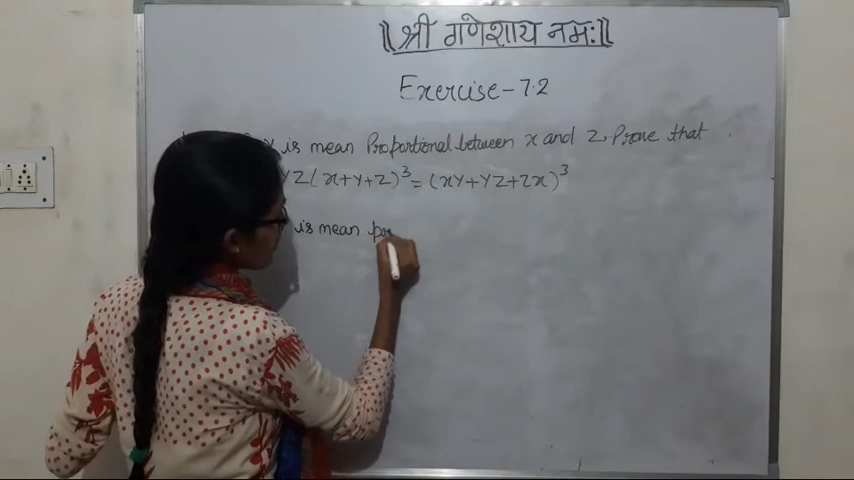 ॥श्री गणेशाय नमः॥
Exercise-7.2
is mean Proportional between x and z, Prove that
YZ(x+Y+Z)³=(xY+YZ+Zx)³
is mean pr